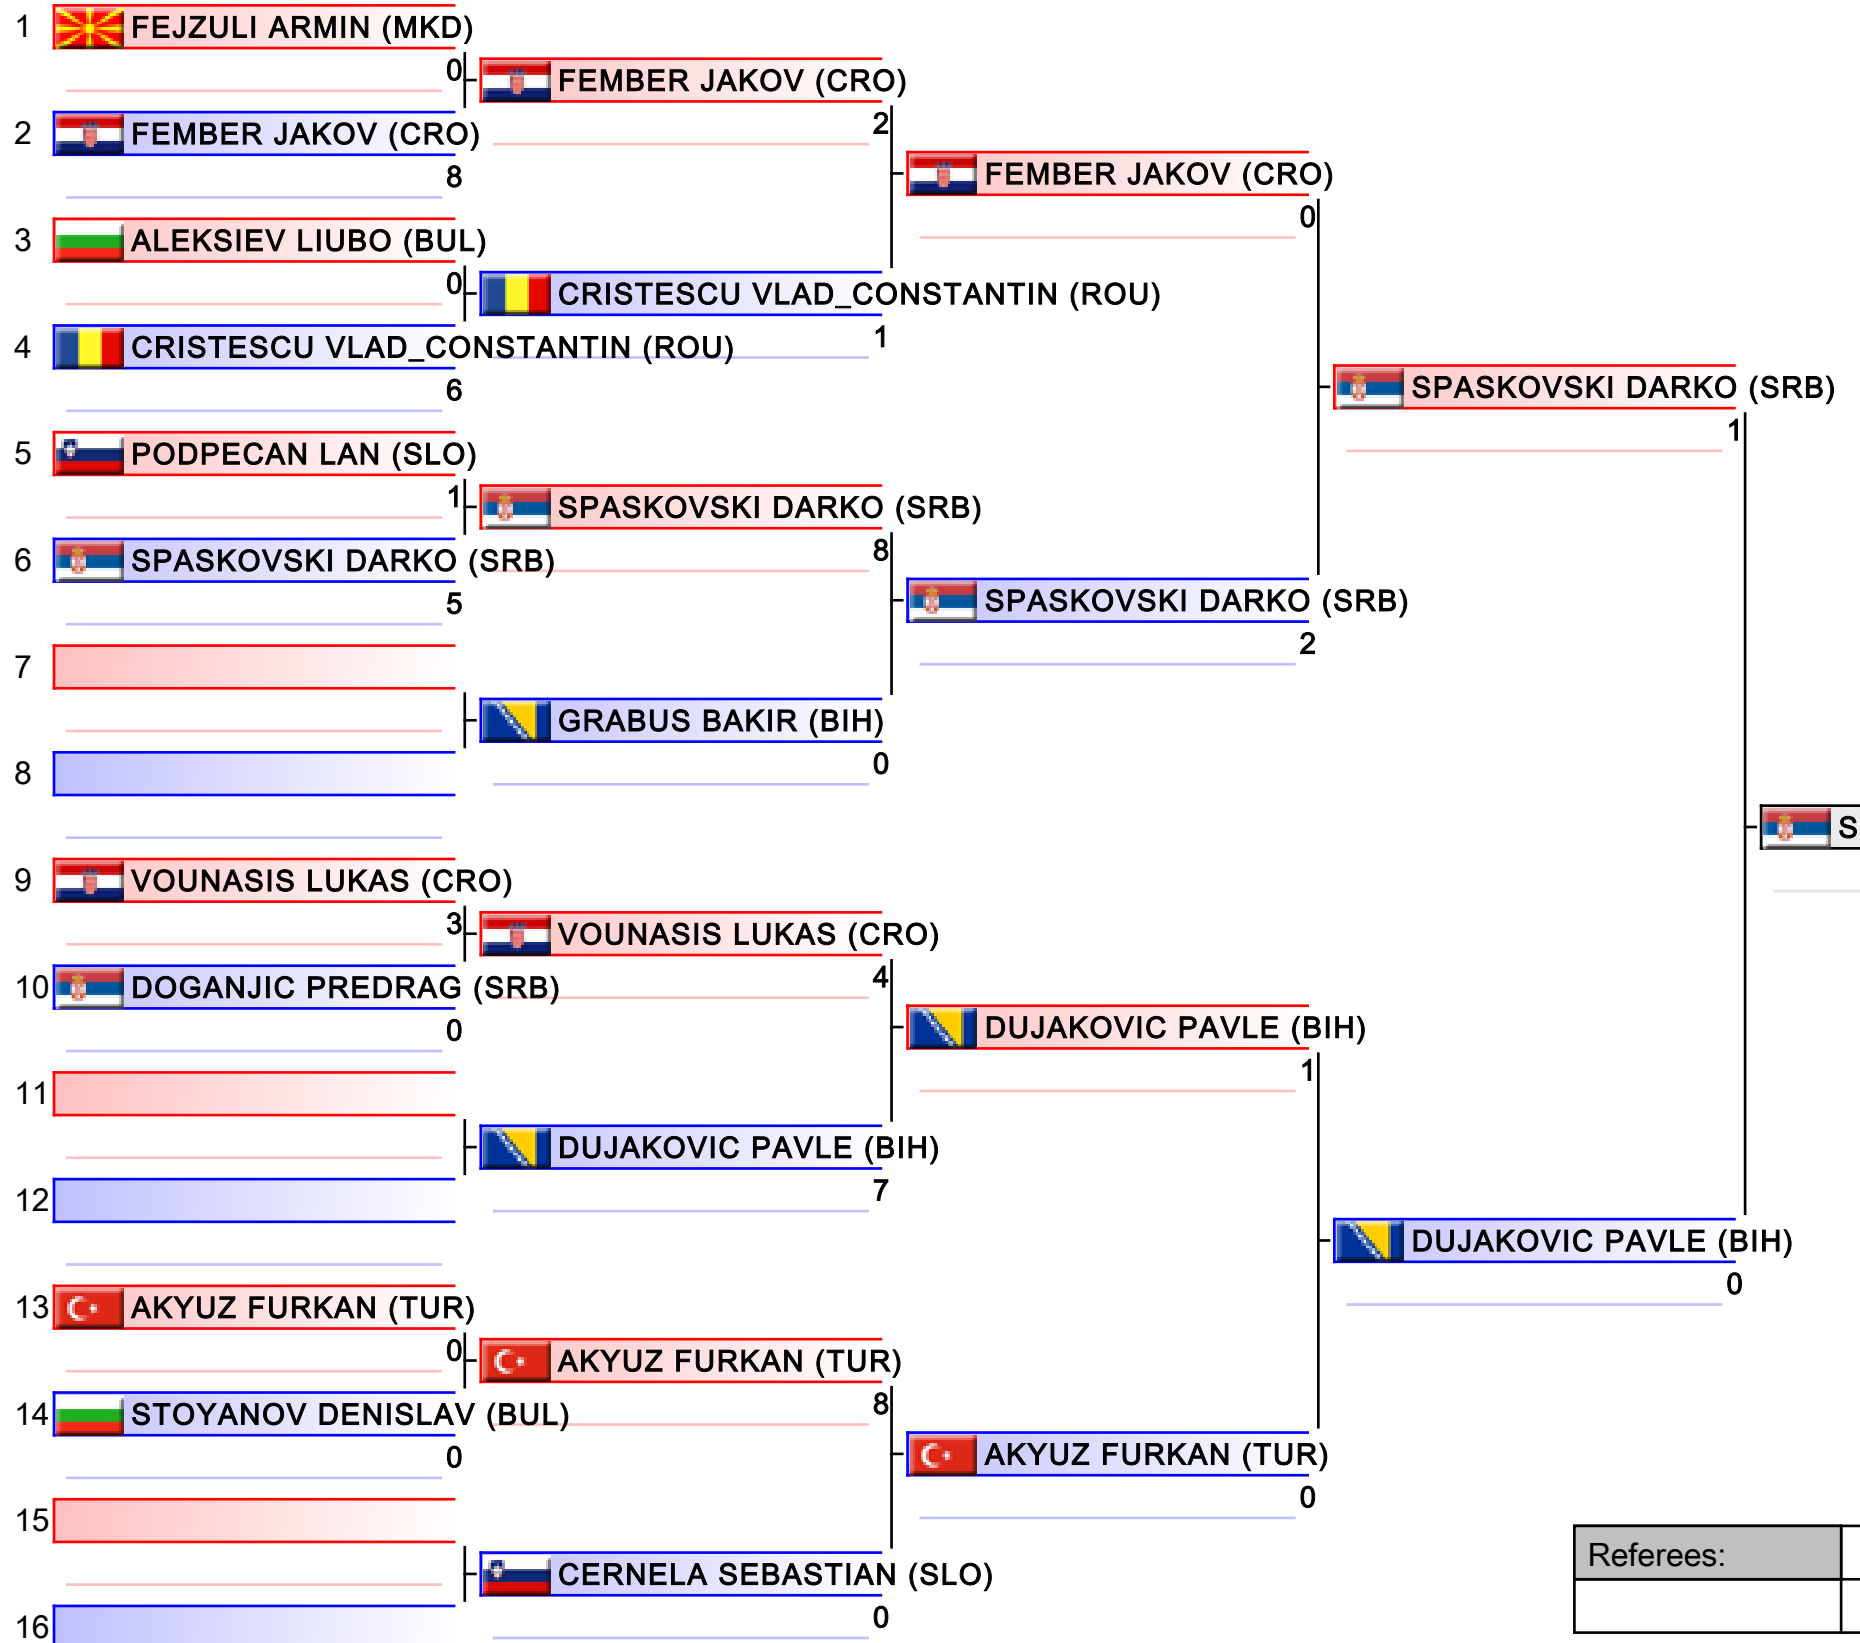 1 FEJZULI ARMIN (MKD)
0 FEMBER JAKOV (CRO)
2
2 FEMBER JAKOV (CRO)
8
FEMBER JAKOV (CRO)
0
3 ALEKSIEV LIUBO (BUL)
0 CRISTESCU VLAD_CONSTANTIN (ROU)
1
4 CRISTESCU VLAD_CONSTANTIN (ROU)
6
SPASKOVSKI DARKO (SRB)
1
5 PODPECAN LAN (SLO)
1 SPASKOVSKI DARKO (SRB)
8
6 SPASKOVSKI DARKO (SRB)
5
SPASKOVSKI DARKO (SRB)
2
7
GRABUS BAKIR (BIH)
0
8
S
9 VOUNASIS LUKAS (CRO)
3 VOUNASIS LUKAS (CRO)
4
10 DOGANJIC PREDRAG (SRB)
0
DUJAKOVIC PAVLE (BIH)
1
11
DUJAKOVIC PAVLE (BIH)
7
12
DUJAKOVIC PAVLE (BIH)
0
13 AKYUZ FURKAN (TUR)
0 AKYUZ FURKAN (TUR)
8
14 STOYANOV DENISLAV (BUL)
0
AKYUZ FURKAN (TUR)
0
15
CERNELA SEBASTIAN (SLO)
0
16
Referees: